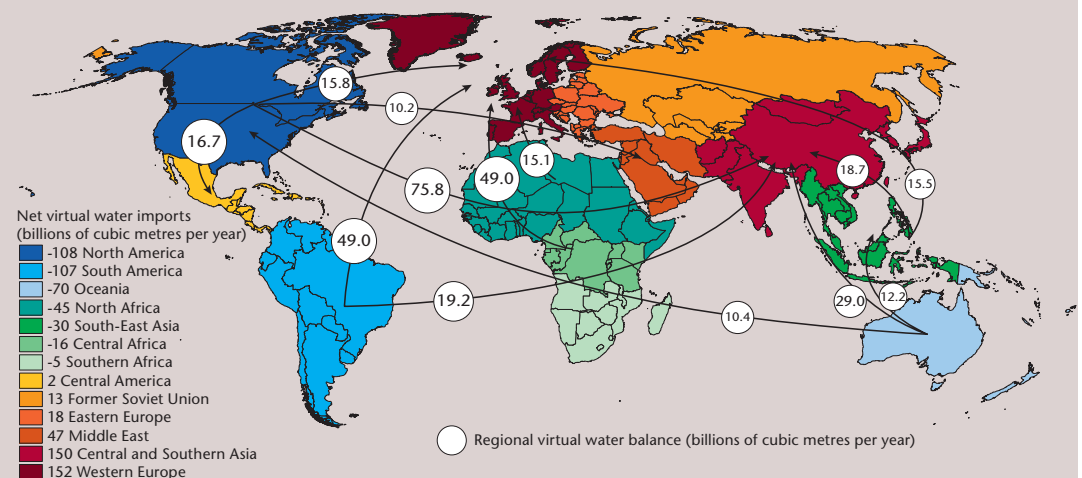 15.8
10.2
16.7
15.1
49.0
75.8
18.7
15.5
49.0
19.2
29.0
12.2
10.4
Net virtual water imports
(billions of cubic metres per year)
-108 North America
-107 South America
-70 Oceania
-45 North Africa
-30 South-East Asia
-16 Central Africa
-5 Southern Africa
2 Central America
13 Former Soviet Union
18 Eastern Europe
47 Middle East
150 Central and Southern Asia
152 Western Europe
Regional virtual water balance (billions of cubic metres per year)